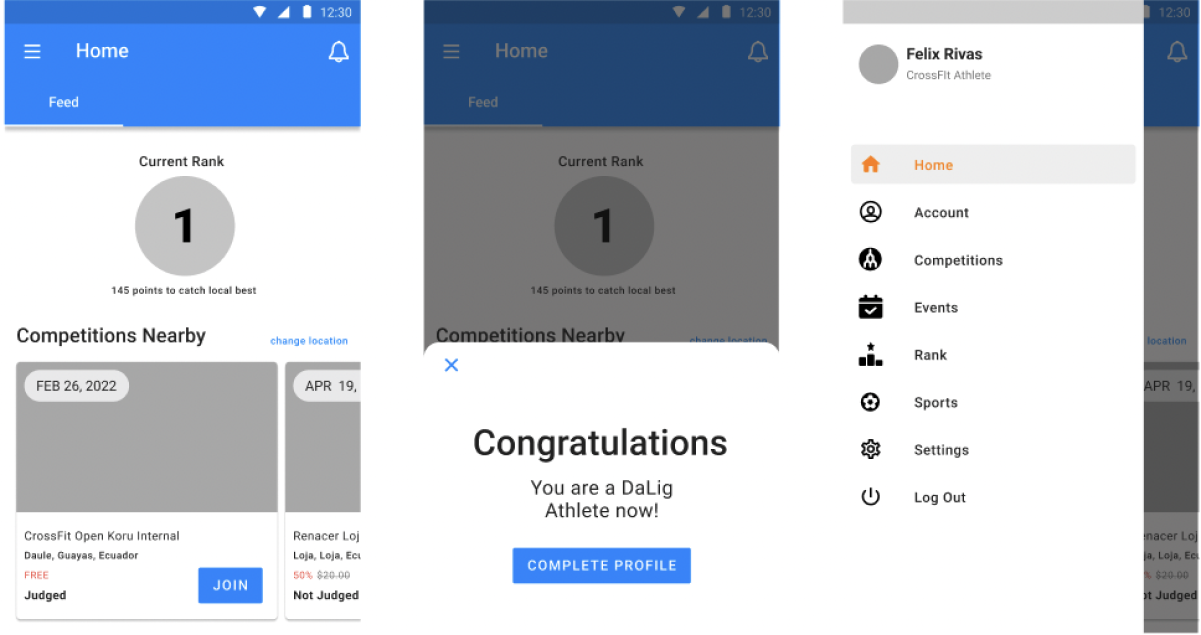 12:30
Home
Feed
Current Rank
1
145 points to catch local best
Competitions Nearby
change location
FEB 26, 2022
APR 19,
CrossFit Open Koru Internal
Daule, Guayas, Ecuador
FREE
Judged
JOIN
Renacer Loj
Loja, Loja, Ecu
50% $20.00
Not Judged
12:30
Home
Feed
Current Rank
1
145 points to catch local best
Competitions Nearby
change location
Congratulations
You are a DaLig
Athlete now!
COMPLETE PROFILE
12:30
Felix Rivas
CrossFIt Athlete
Home
Account
Competitions
Events
Rank
Sports
Settings
Log Out
location
APR 19,
enacer Loj
ja, Loja, Ecu
% $20.00
ot Judged